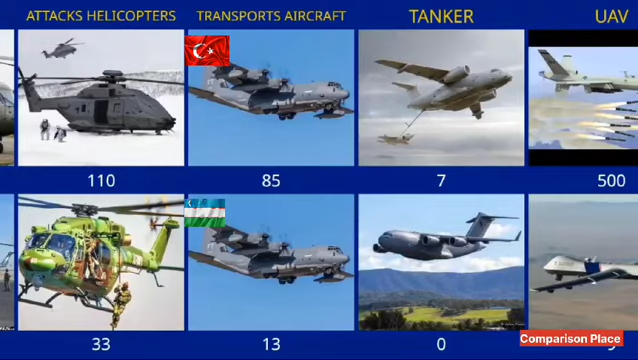 ATTACKS HELICOPTERS
TRANSPORTS AIRCRAFT
TANKER
UAV
110
85
7
500
33
13
0
Comparison Place